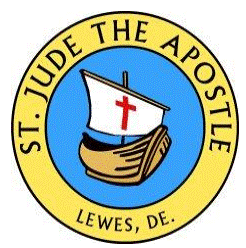 ST. JUDE THE APOSTLE
LEWES, DE.